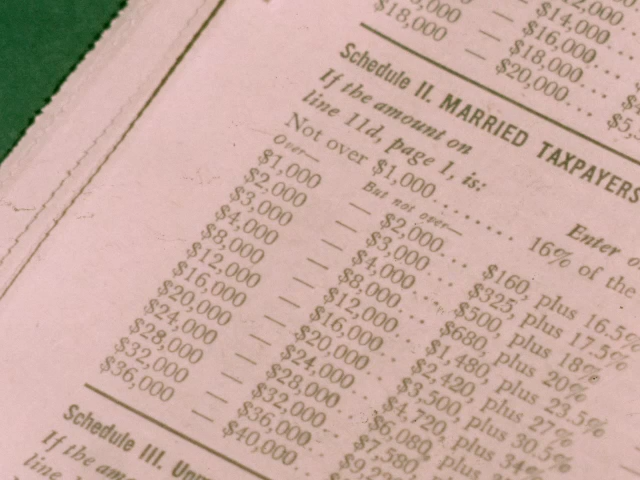 $14,000...
$16,000...
$18,000...
$18,000 — $20,000... $5,
Schedule II. MARRIED TAXPAYERS
If the amount on
line 11d, page 1, is:
Enter
Not over $1,000......... 16% of the
Over— But not over—
$1,000 — $2,000... $160, plus 16.5%
$2,000 — $3,000... $325, plus 17.5%
$3,000 — $4,000... $500, plus 18%
$4,000 — $8,000... $680, plus 20%
$8,000 — $12,000.. $1,480, plus 23.5%
$12,000 — $16,000.. $2,420, plus 27%
$16,000 — $20,000.. $3,500, plus 30.5%
$20,000 — $24,000.. $4,720, plus 34%
$24,000 — $28,000.. $6,080, plus
$28,000 — $32,000.. $7,580,
$32,000 — $36,000..
$36,000 — $40,000..
Schedule III.
If the
line